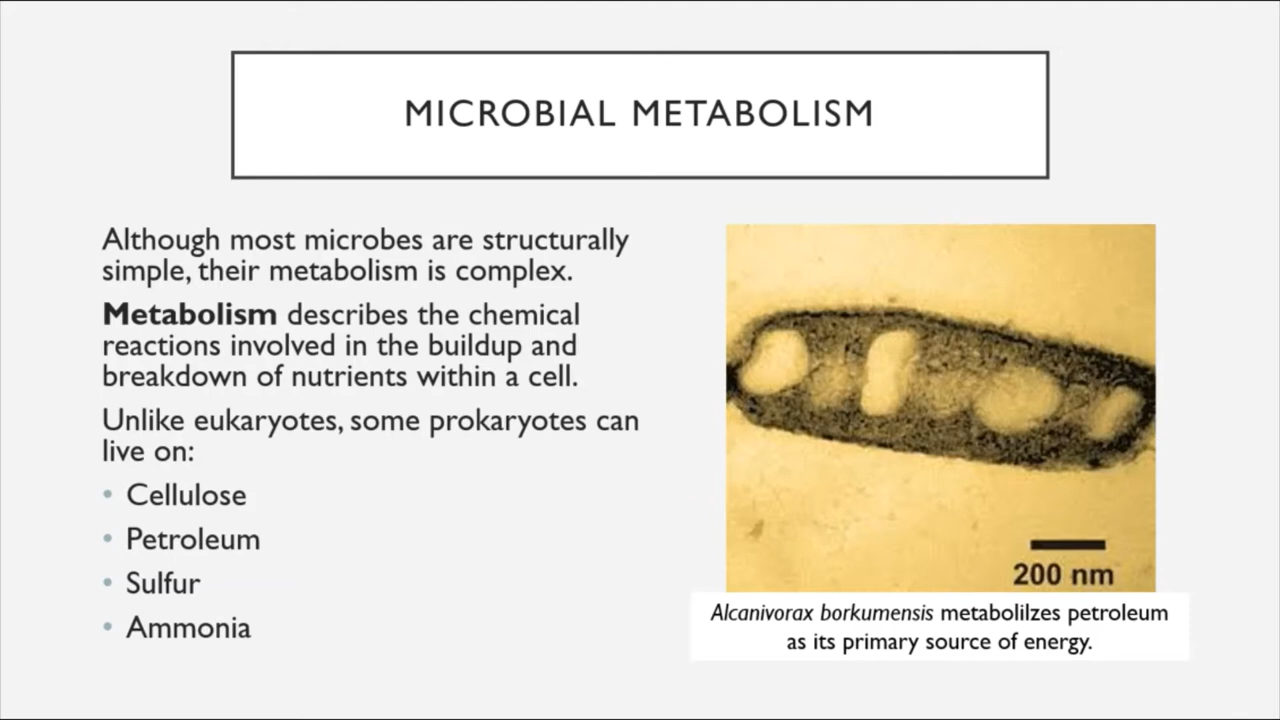 MICROBIAL METABOLISM
Although most microbes are structurally
simple, their metabolism is complex.
Metabolism describes the chemical
reactions involved in the buildup and
breakdown of nutrients within a cell.
Unlike eukaryotes, some prokaryotes can
live on:
• Cellulose
• Petroleum
• Sulfur
• Ammonia
200 nm
Alcanivorax borkumensis metabolilzes petroleum
as its primary source of energy.